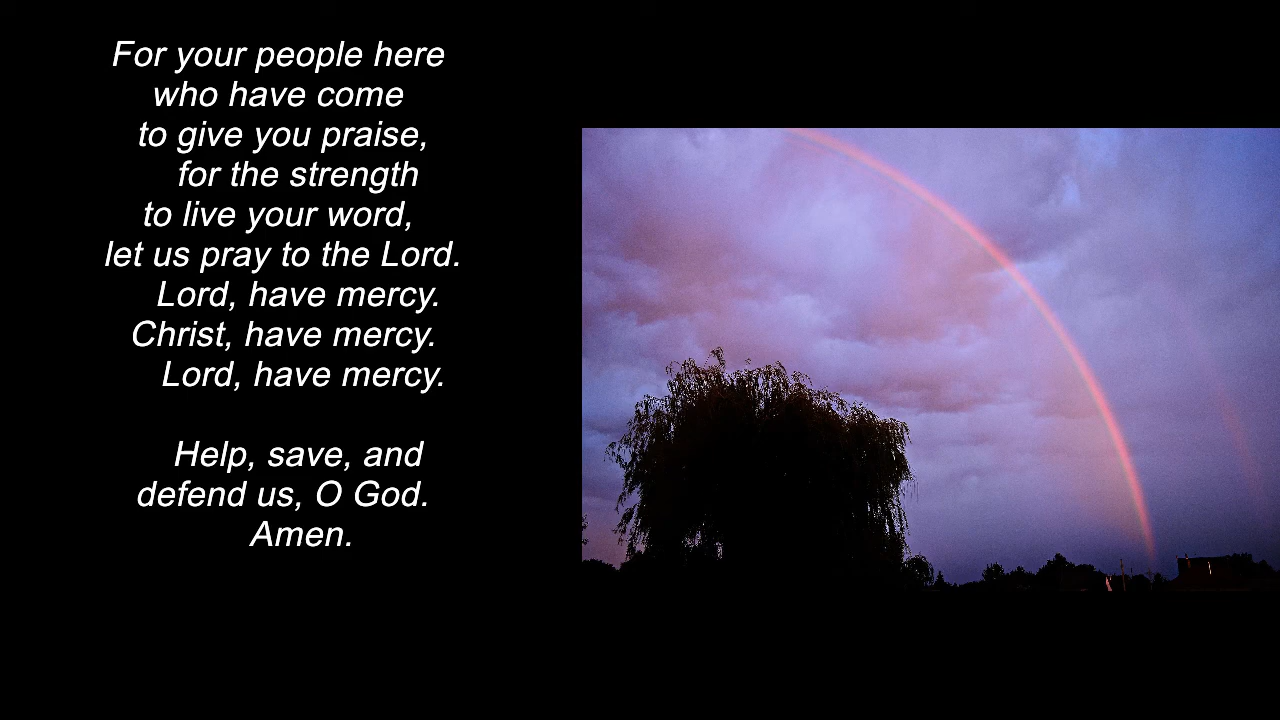 For your people here
who have come
to give you praise,
for the strength
to live your word,
let us pray to the Lord.
Lord, have mercy.
Christ, have mercy.
Lord, have mercy.
Help, save, and
defend us, O God.
Amen.